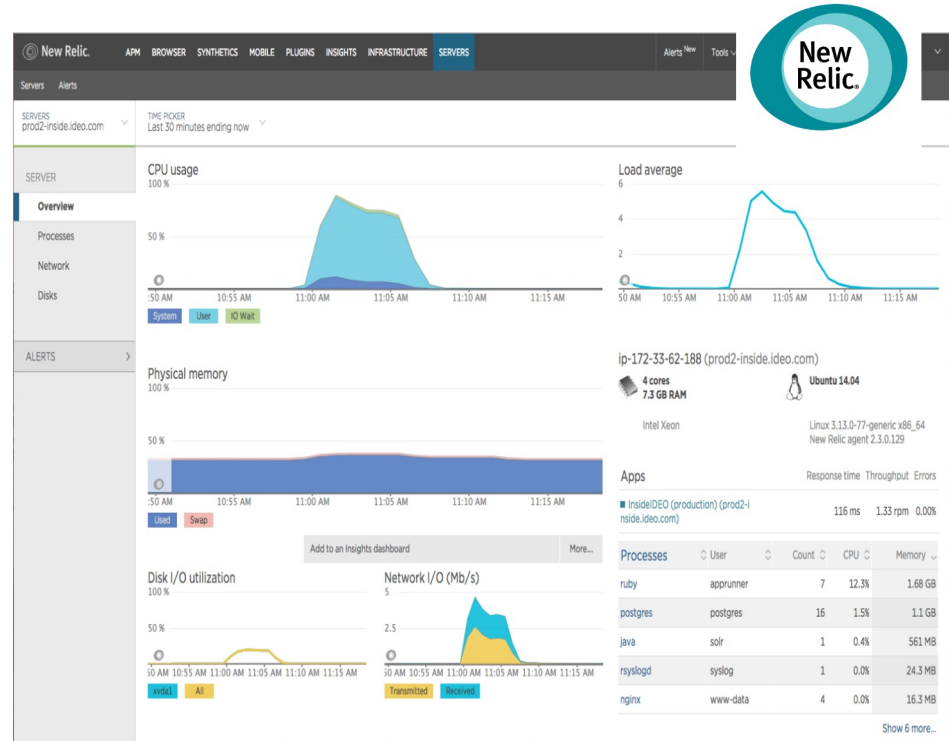 New Relic.
APM BROWSER SYNTHETICS MOBILE PLUGINS INSIGHTS INFRASTRUCTURE SERVERS
Alerts New Tools
New
Relic.
Servers Alerts
SERVERS
prod2-inside.ideo.com
TIME PICKER
Last 30 minutes ending now
SERVER
Overview
Processes
Network
Disks
ALERTS
CPU usage
100 %
50 %
:50 AM 10:55 AM 11:00 AM 11:05 AM 11:10 AM 11:15 AM
System User IO Wait
Load average
6
4
2
50 AM 10:55 AM 11:00 AM 11:05 AM 11:10 AM 11:15 AM
Physical memory
100 %
50 %
:50 AM 10:55 AM 11:00 AM 11:05 AM 11:10 AM 11:15 AM
Used Swap
Add to an Insights dashboard More...
Disk I/O utilization
100 %
50 %
50 AM 10:55 AM 11:00 AM 11:05 AM 11:10 AM 11:15 AM
xvda1 All
Network I/O (Mb/s)
5
2.5
50 AM 10:55 AM 11:00 AM 11:05 AM 11:10 AM 11:15 AM
Transmitted Received
ip-172-33-62-188 (prod2-inside.ideo.com)
4 cores
7.3 GB RAM
Ubuntu 14.04
Intel Xeon
Linux 3.13.0-77-generic x86_64
New Relic agent 2.3.0.129
Apps Response time Throughput Errors
InsideIDEO (production) (prod2-i
nside.ideo.com)
116 ms 1.33 rpm 0.00%
Processes User Count CPU Memory
ruby apprunner 7 12.3% 1.68 GB
postgres postgres 16 1.5% 1.1 GB
java solr 1 0.4% 561 MB
rsyslogd syslog 1 0.0% 24.3 MB
nginx www-data 4 0.0% 16.3 MB
Show 6 more...